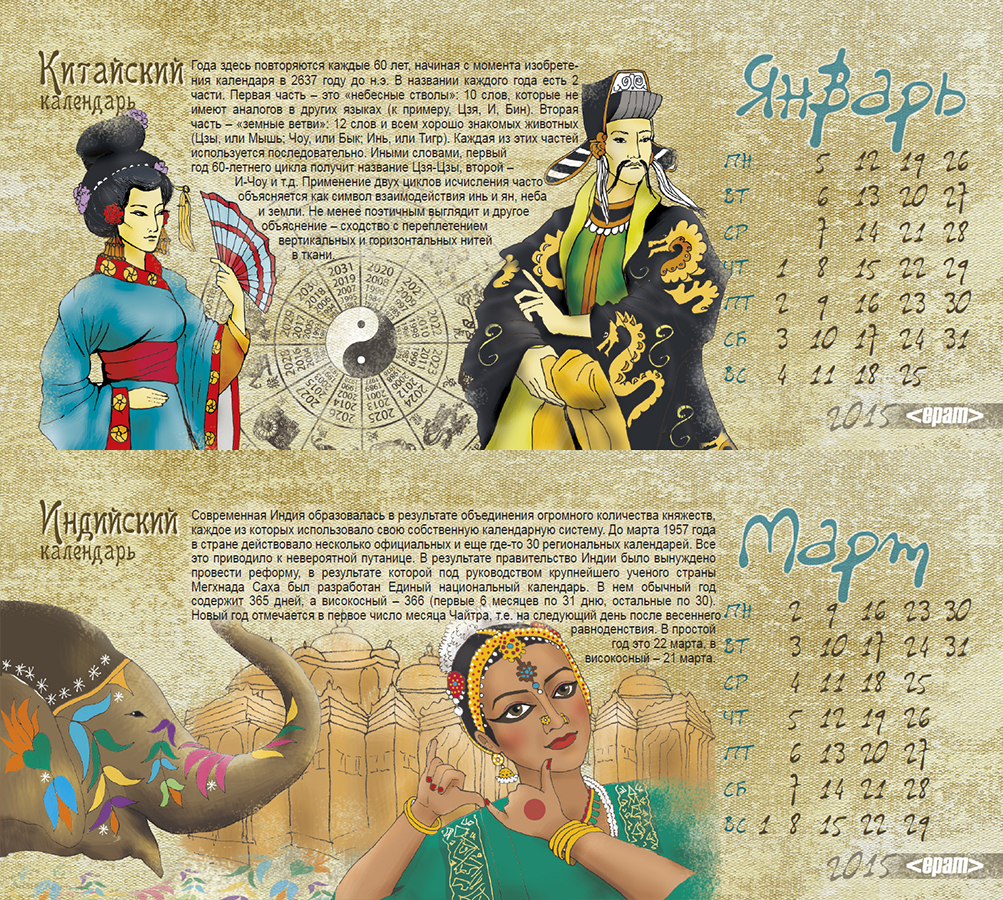 Китайский
календарь
Года здесь повторяются каждые 60 лет, начиная с момента изобрете-
ния календаря в 2637 году до н.э. В названии каждого года есть 2
части. Первая часть – это «небесные стволы»: 10 слов, которые не
имеют аналогов в других языках (к примеру, Цзя, И, Бин). Вторая
часть – «земные ветви»: 12 слов и всем хорошо знакомых животных
(Цзы, или Мышь; Чоу, или Бык; Инь, или Тигр). Каждая из этих частей
используется последовательно. Иными словами, первый
год 60-летнего цикла получит название Цзя-Цзы, второй –
И-Чоу и т.д. Применение двух циклов исчисления часто
объясняется как символ взаимодействия инь и ян, неба
и земли. Не менее поэтичным выглядит и другое
объяснение – сходство с переплетением
вертикальных и горизонтальных нитей
в ткани.
2031 2020
2019
2007
Январь
ПН 5 12 19 26
ВТ 6 13 20 27
СР 7 14 21 28
ЧТ 1 8 15 22 29
ПТ 2 9 16 23 30
СБ 3 10 17 24 31
ВС 4 11 18 25
2015 <epam>
Индийский
календарь
Современная Индия образовалась в результате объединения огромного количества княжеств,
каждое из которых использовало свою собственную календарную систему. До марта 1957 года
в стране действовало несколько официальных и еще где-то 30 региональных календарей. Все
это приводило к невероятной путанице. В результате правительство Индии было вынуждено
провести реформу, в результате которой под руководством крупнейшего ученого страны
Мегхнада Саха был разработан Единый национальный календарь. В нем обычный год
содержит 365 дней, а високосный – 366 (первые 6 месяцев по 31 дню, остальные по 30).
Новый год отмечается в первое число месяца Чайтра, т.е. на следующий день после весеннего
равноденствия. В простой
год это 22 марта, в
високосный – 21 марта.
Март
ПН 2 9 16 23 30
ВТ 3 10 17 24 31
СР 4 11 18 25
ЧТ 5 12 19 26
ПТ 6 13 20 27
СБ 7 14 21 28
ВС 1 8 15 22 29
2015 <epam>